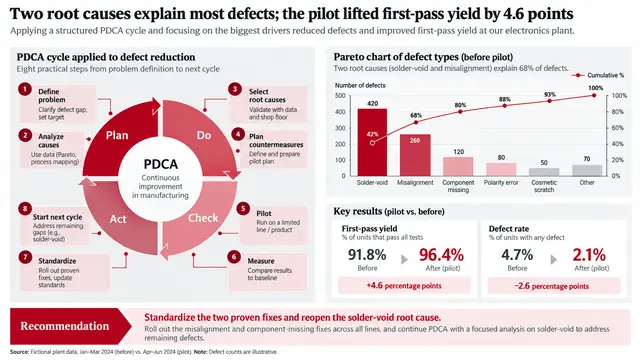 Two root causes explain most defects; the pilot lifted first-pass yield by 4.6 points
Applying a structured PDCA cycle and focusing on the biggest drivers reduced defects and improved first-pass yield at our electronics plant.
PDCA cycle applied to defect reduction
Eight practical steps from problem definition to next cycle
1
Define
problem
Clarify defect gap,
set target
2
Analyze
causes
Use data (Pareto,
process mapping)
3
Select
root causes
Validate with data
and shop floor
4
Plan
countermeasures
Define and prepare
pilot plan
Plan
Do
PDCA
Continuous
improvement
in manufacturing
Act
Check
8
Start next cycle
Address remaining
gaps (e.g.,
solder-void)
7
Standardize
Roll out proven
fixes, update
standards
5
Pilot
Run on a limited
line / product
6
Measure
Compare results
to baseline
Pareto chart of defect types (before pilot)
Two root causes (solder-void and misalignment) explain 68% of defects.
Number of defects
Cumulative %
500
400
300
200
100
0
420
260
120
80
50
70
42%
68%
80%
88%
93%
100%
100%
80%
60%
40%
20%
0%
Solder-void
Misalignment
Component
missing
Polarity error
Cosmetic
scratch
Other
Key results (pilot vs. before)
First-pass yield
% of units that pass all tests
91.8%
96.4%
Before
After (pilot)
+4.6 percentage points
Defect rate
% of units with any defect
4.7%
2.1%
Before
After (pilot)
−2.6 percentage points
Recommendation
Standardize the two proven fixes and reopen the solder-void root cause.
Roll out the misalignment and component-missing fixes across all lines, and continue PDCA with a focused analysis on solder-void to address
remaining defects.
Source: Fictional plant data, Jan–Mar 2024 (before) vs. Apr–Jun 2024 (pilot). Note: Defect counts are illustrative.